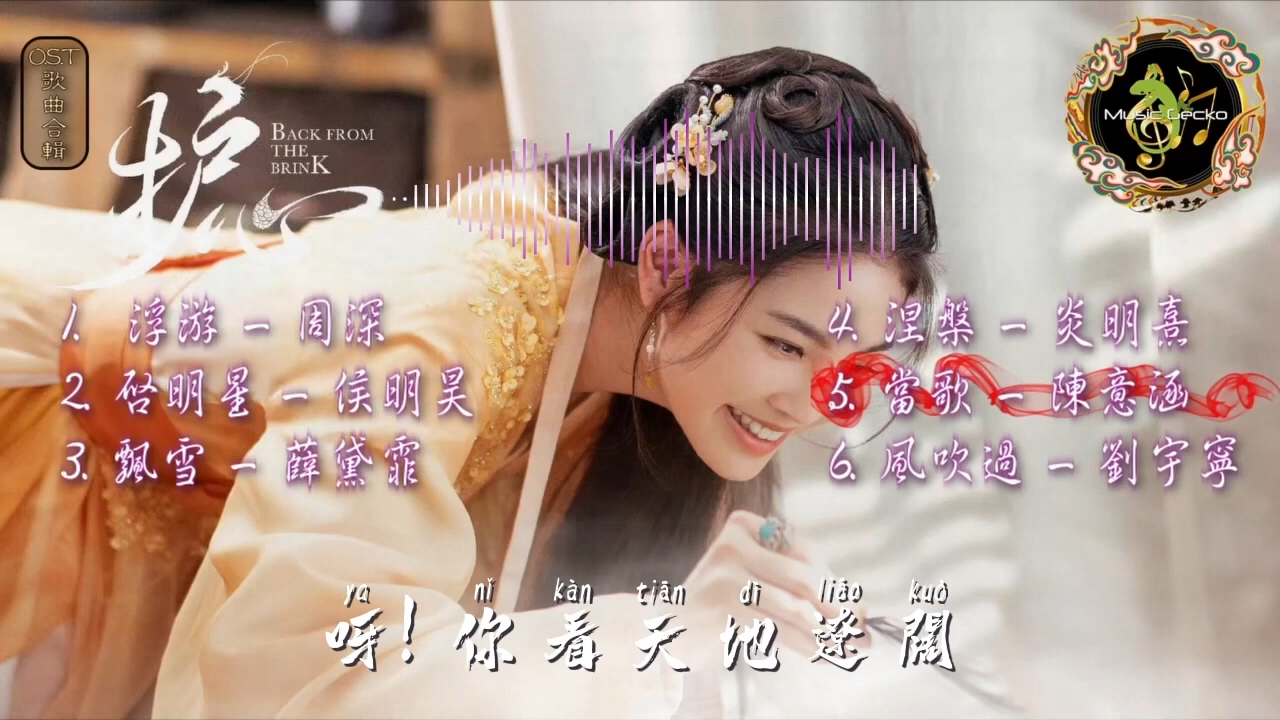 O.S.T
歌曲合輯
护心
BACK FROM
THE
BRINK
Music Gecko
1. 浮游 - 周深
2. 啓明星 - 侯明昊
3. 飄雪 - 薛黛霏
4. 涅槃 - 炎明熹
5. 當歌 - 陳意涵
6. 風吹過 - 劉宇寧
ya nǐ kàn tiān dì liáo kuò
呀！你看天地遼闊